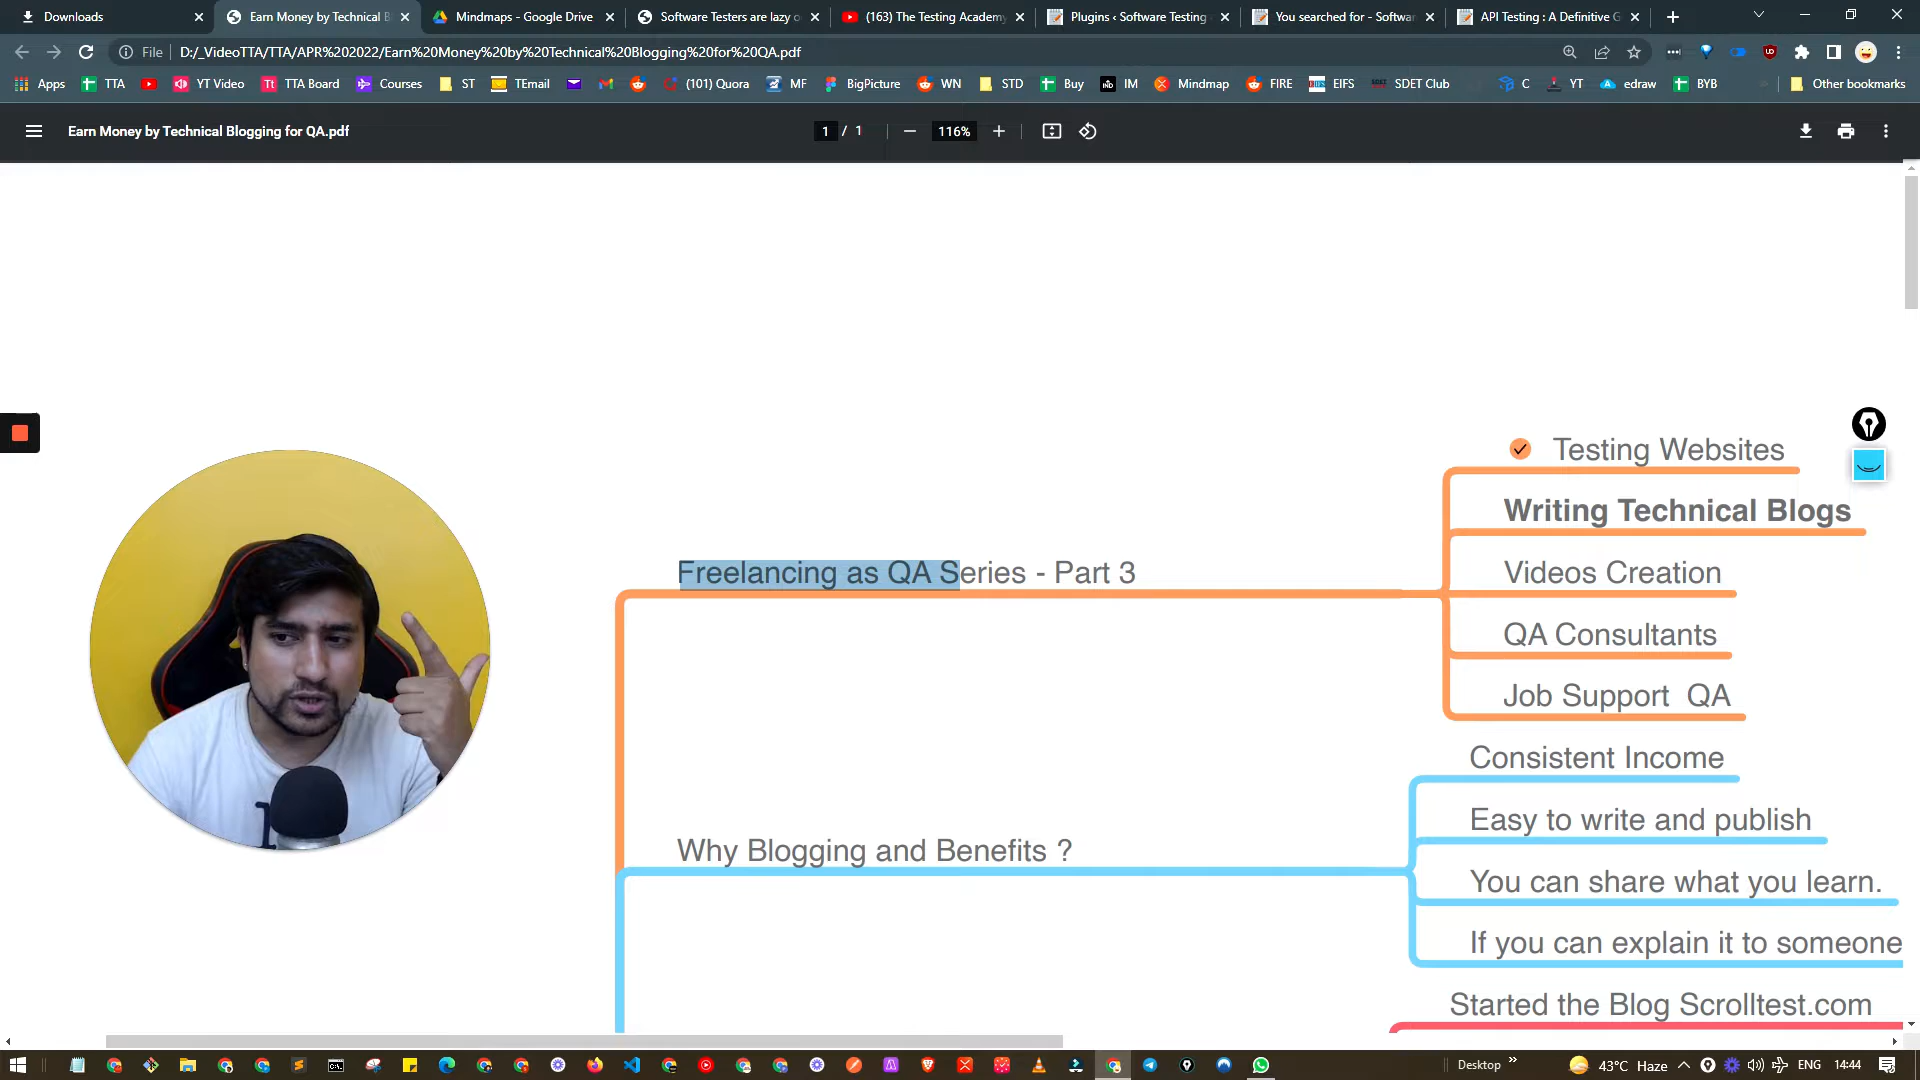 Downloads
Earn Money by Technical B
Mindmaps - Google Drive
Software Testers are lazy o
(163) The Testing Academy
Plugins ‹ Software Testing
You searched for - Softwa
API Testing : A Definitive G
File
D:/_VideoTTA/TTA/APR%202022/Earn%20Money%20by%20Technical%20Blogging%20for%20QA.pdf
Apps
TTA
YT Video
TTA Board
Courses
ST
TEmail
(101) Quora
MF
BigPicture
WN
STD
Buy
IM
Mindmap
FIRE
EIFS
SDET Club
C
YT
edraw
BYB
Other bookmarks
Earn Money by Technical Blogging for QA.pdf
1 / 1
116%
Testing Websites
Writing Technical Blogs
Freelancing as QA Series - Part 3
Videos Creation
QA Consultants
Job Support QA
Consistent Income
Easy to write and publish
Why Blogging and Benefits ?
You can share what you learn.
If you can explain it to someone
Started the Blog Scrolltest.com
Desktop
43°C Haze
ENG
14:44